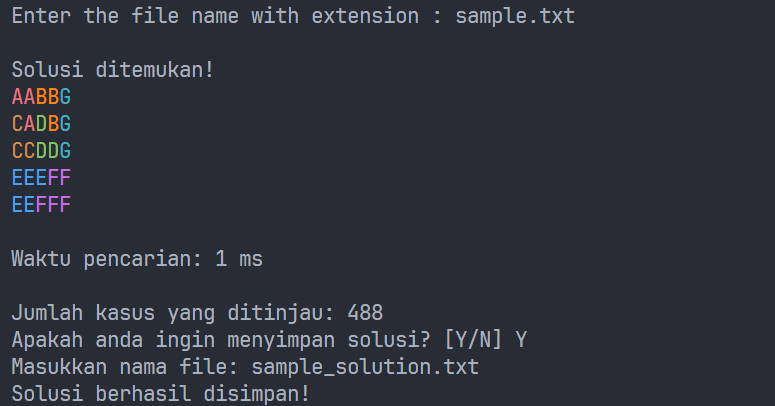 Enter the file name with extension : sample.txt
Solusi ditemukan!
AABBG
CADBG
CCDDG
EEEFF
EEFFF
Waktu pencarian: 1 ms
Jumlah kasus yang ditinjau: 488
Apakah anda ingin menyimpan solusi? [Y/N] Y
Masukkan nama file: sample_solution.txt
Solusi berhasil disimpan!